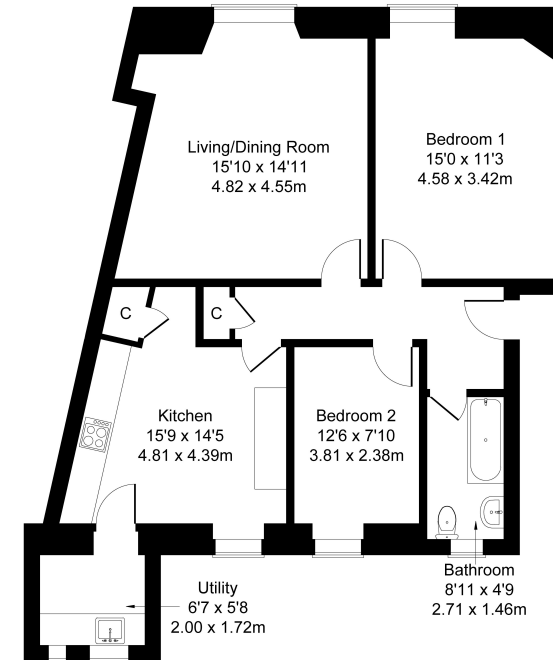 Living/Dining Room
15'10 x 14'11
4.82 x 4.55m
Bedroom 1
15'0 x 11'3
4.58 x 3.42m
C
C
Kitchen
15'9 x 14'5
4.81 x 4.39m
Bedroom 2
12'6 x 7'10
3.81 x 2.38m
Utility
6'7 x 5'8
2.00 x 1.72m
Bathroom
8'11 x 4'9
2.71 x 1.46m